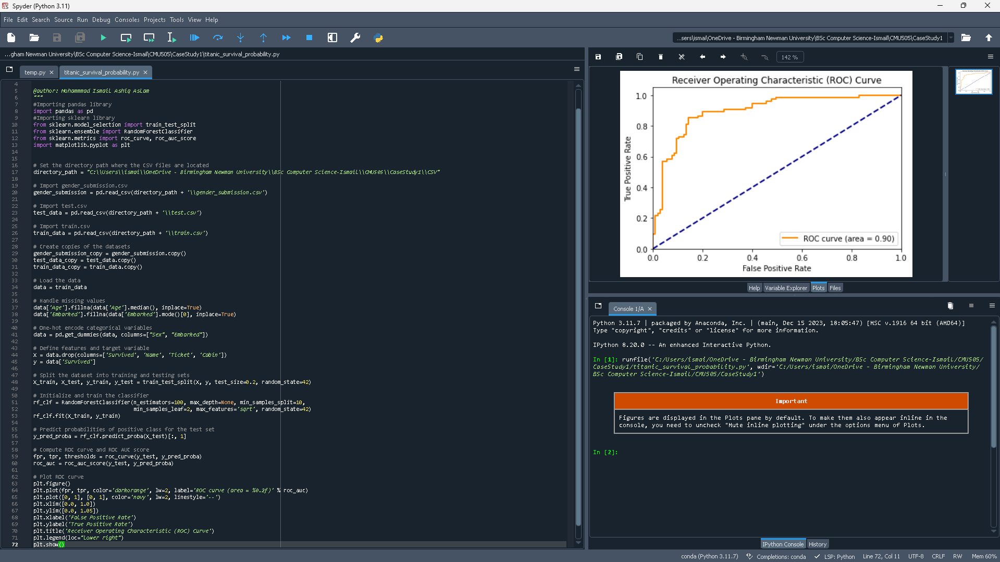 Spyder (Python 3.11)
File Edit Search Source Run Debug Consoles Projects Tools View Help
...sers\ismai\OneDrive - Birmingham Newman University\BSc Computer Science-Ismail\CMU505\CaseStudy1
...gham Newman University\BSc Computer Science-Ismail\CMU505\CaseStudy1\titanic_survival_probability.py
temp.py
titanic_survival_probability.py
4
5 @author: Mohammmad Ismail Ashiq Aslam
6 """
7 #Importing pandas library
8 import pandas as pd
9 #Importing sklearn library
10 from sklearn.model_selection import train_test_split
11 from sklearn.ensemble import RandomForestClassifier
12 from sklearn.metrics import roc_curve, roc_auc_score
13 import matplotlib.pyplot as plt
14
15
16 # Set the directory path where the CSV files are located
17 directory_path = "C:\\Users\\ismai\\OneDrive - Birmingham Newman University\\BSc Computer Science-Ismail\\CMU505\\CaseStudy1\\CSV"
18
19 # Import gender_submission.csv
20 gender_submission = pd.read_csv(directory_path + '\\gender_submission.csv')
21
22 # Import test.csv
23 test_data = pd.read_csv(directory_path + '\\test.csv')
24
25 # Import train.csv
26 train_data = pd.read_csv(directory_path + '\\train.csv')
27
28 # Create copies of the datasets
29 gender_submission_copy = gender_submission.copy()
30 test_data_copy = test_data.copy()
31 train_data_copy = train_data.copy()
32
33 # Load the data
34 data = train_data
35
36 # Handle missing values
37 data['Age'].fillna(data['Age'].median(), inplace=True)
38 data['Embarked'].fillna(data['Embarked'].mode()[0], inplace=True)
39
40 # One-hot encode categorical variables
41 data = pd.get_dummies(data, columns=["Sex", "Embarked"])
42
43 # Define features and target variable
44 X = data.drop(columns=['Survived', 'Name', 'Ticket', 'Cabin'])
45 y = data['Survived']
46
47 # Split the dataset into training and testing sets
48 X_train, X_test, y_train, y_test = train_test_split(X, y, test_size=0.2, random_state=42)
49
50 # Initialize and train the classifier
51 rf_clf = RandomForestClassifier(n_estimators=100, max_depth=None, min_samples_split=10,
52 min_samples_leaf=2, max_features='sqrt', random_state=42)
53 rf_clf.fit(X_train, y_train)
54
55 # Predict probabilities of positive class for the test set
56 y_pred_proba = rf_clf.predict_proba(X_test)[:, 1]
57
58 # Compute ROC curve and ROC AUC score
59 fpr, tpr, thresholds = roc_curve(y_test, y_pred_proba)
60 roc_auc = roc_auc_score(y_test, y_pred_proba)
61
62 # Plot ROC curve
63 plt.figure()
64 plt.plot(fpr, tpr, color='darkorange', lw=2, label='ROC curve (area = %0.2f)' % roc_auc)
65 plt.plot([0, 1], [0, 1], color='navy', lw=2, linestyle='--')
66 plt.xlim([0.0, 1.0])
67 plt.ylim([0.0, 1.05])
68 plt.xlabel('False Positive Rate')
69 plt.ylabel('True Positive Rate')
70 plt.title('Receiver Operating Characteristic (ROC) Curve')
71 plt.legend(loc="lower right")
72 plt.show()
142 %
Receiver Operating Characteristic (ROC) Curve
1.0
0.8
0.6
0.4
0.2
0.0
True Positive Rate
ROC curve (area = 0.90)
0.0 0.2 0.4 0.6 0.8 1.0
False Positive Rate
Help Variable Explorer Plots Files
Console 1/A
Python 3.11.7 | packaged by Anaconda, Inc. | (main, Dec 15 2023, 18:05:47) [MSC v.1916 64 bit (AMD64)]
Type "copyright", "credits" or "license" for more information.
IPython 8.20.0 -- An enhanced Interactive Python.
In [1]: runfile('C:/Users/ismai/OneDrive - Birmingham Newman University/BSc Computer Science-Ismail/CMU505/
CaseStudy1/titanic_survival_probability.py', wdir='C:/Users/ismai/OneDrive - Birmingham Newman University/
BSc Computer Science-Ismail/CMU505/CaseStudy1')
Important
Figures are displayed in the Plots pane by default. To make them also appear inline in the
console, you need to uncheck "Mute inline plotting" under the options menu of Plots.
In [2]:
IPython Console History
conda (Python 3.11.7) Completions: conda LSP: Python Line 72, Col 11 UTF-8 CRLF RW Mem 60%